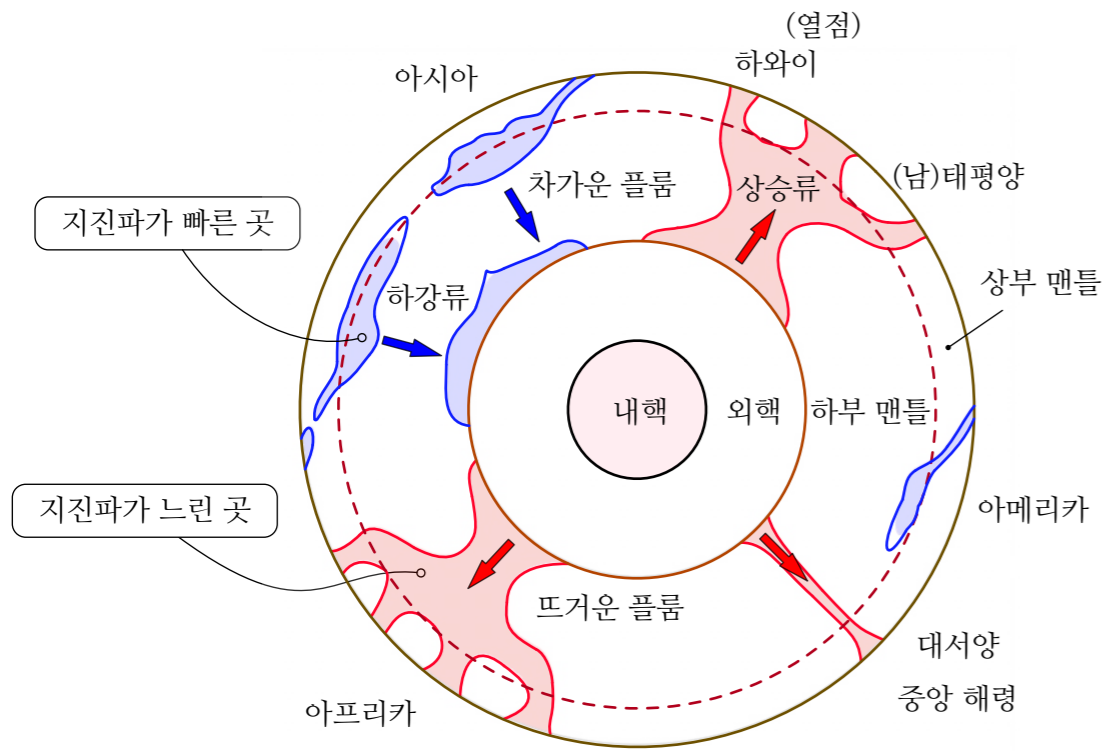 (열점)
하와이
아시아
차가운 플룸
상승류
(남)태평양
지진파가 빠른 곳
하강류
상부 맨틀
내핵
외핵
하부 맨틀
지진파가 느린 곳
아메리카
뜨거운 플룸
대서양
중앙 해령
아프리카